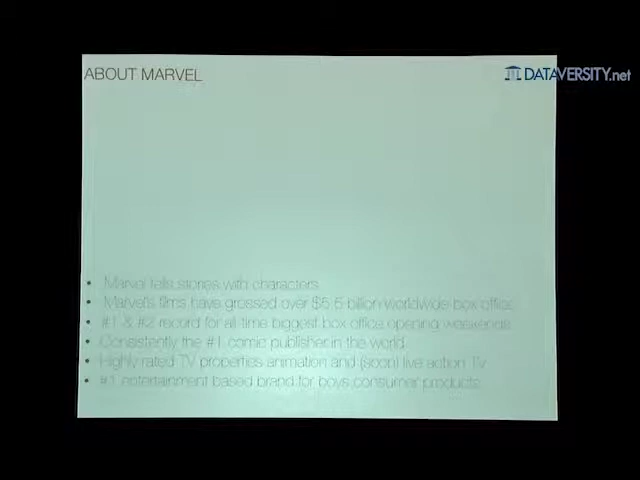 ABOUT MARVEL
DATAVERSITY.net
• Marvel tells stories with characters
• Marvel's films have grossed over $5.5 billion worldwide box office
• #1 & #2 record for all-time biggest box office opening weekends
• Consistently the #1 comic publisher in the world
• Highly rated TV properties animation and (soon) live action TV
• #1 entertainment based brand for boys consumer products